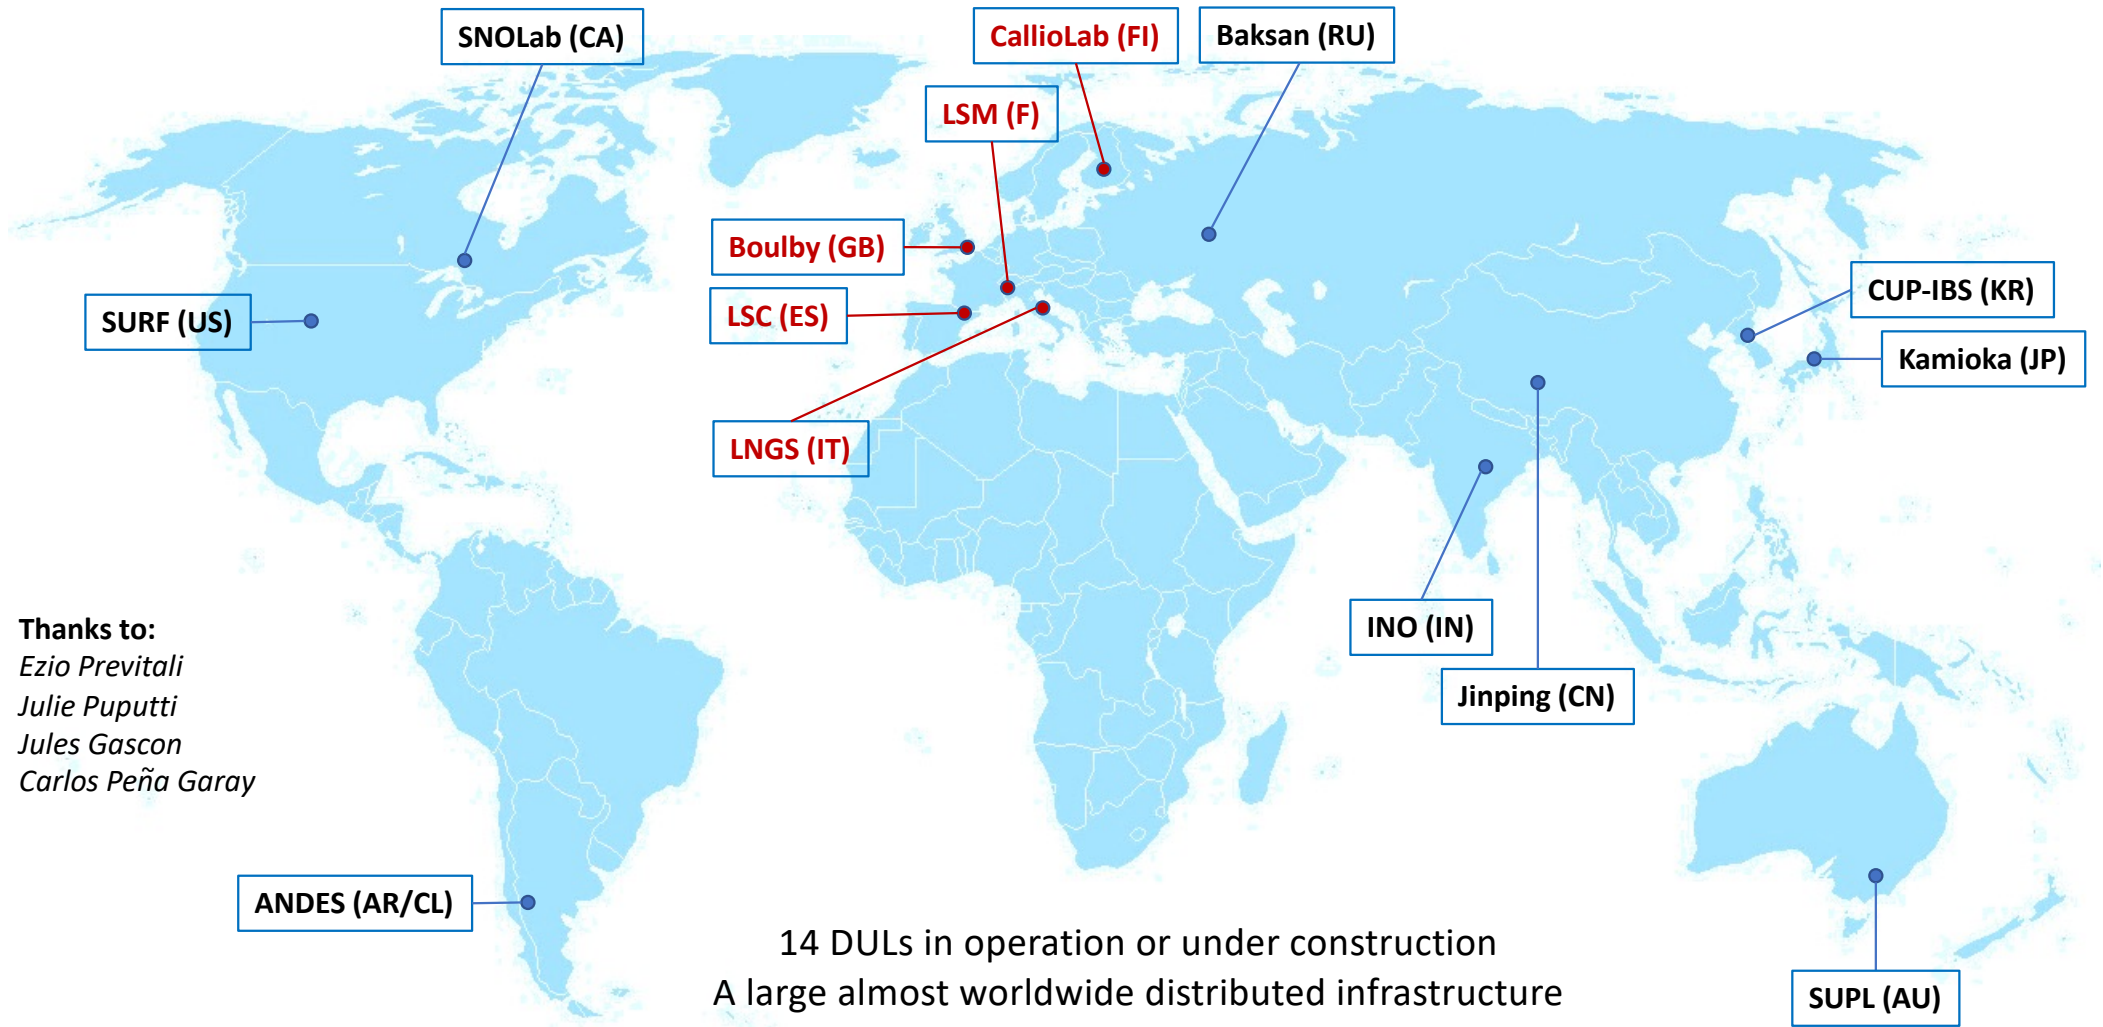 SNOLab (CA)
CallioLab (FI)
Baksan (RU)
LSM (F)
Boulby (GB)
LSC (ES)
LNGS (IT)
SURF (US)
CUP-IBS (KR)
Kamioka (JP)
INO (IN)
Jinping (CN)
Thanks to:
Ezio Previtali
Julie Puputti
Jules Gascon
Carlos Peña Garay
ANDES (AR/CL)
14 DULs in operation or under construction
A large almost worldwide distributed infrastructure
SUPL (AU)